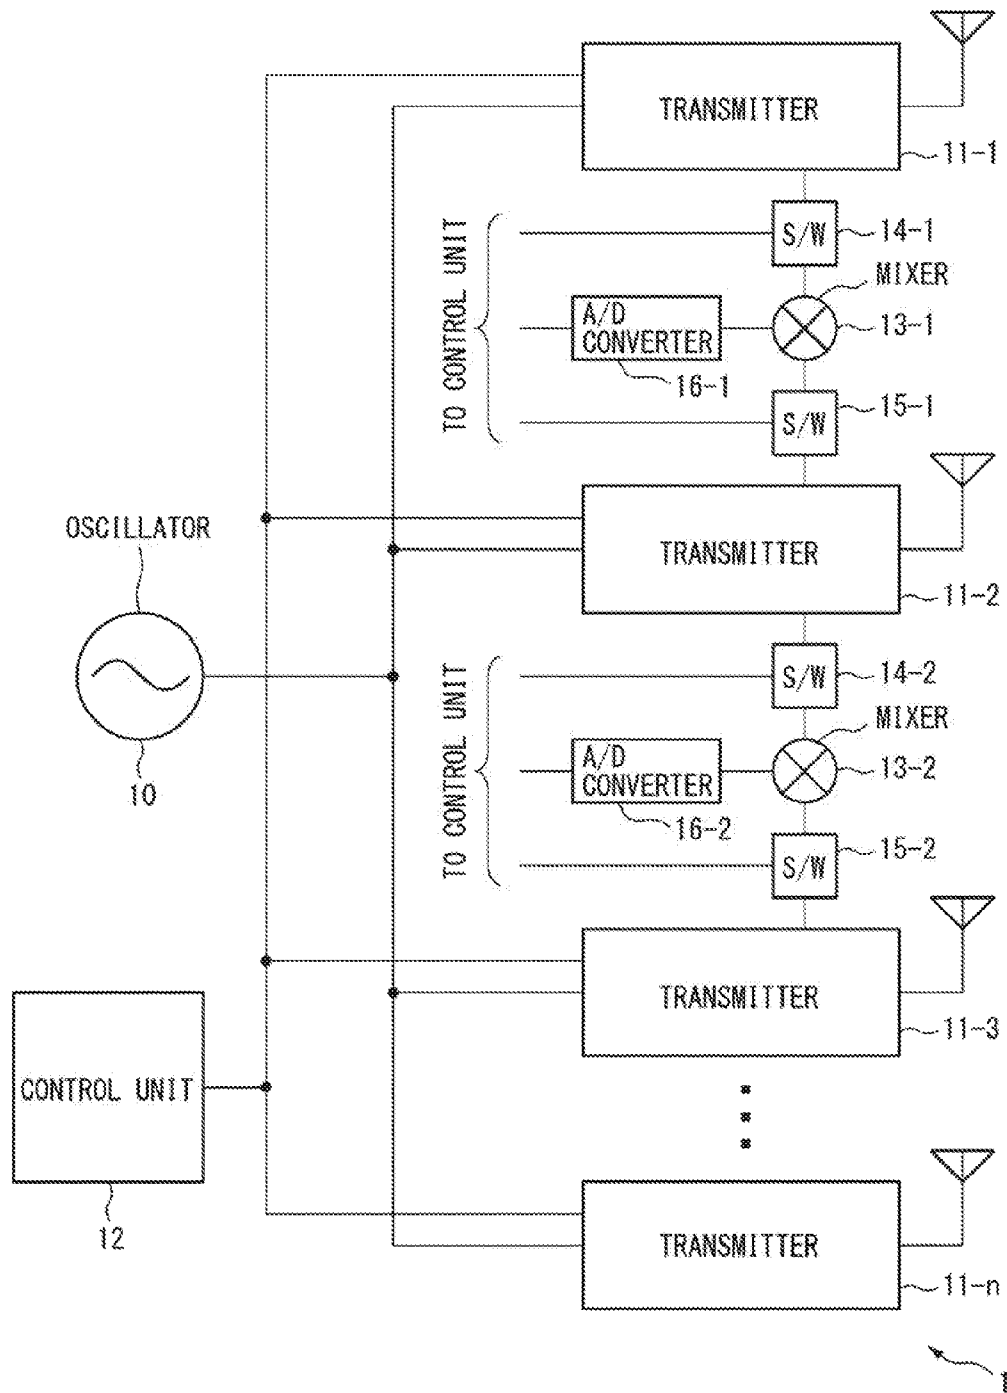 TRANSMITTER
11-1
TO CONTROL UNIT
S/W
14-1
MIXER
A/D
CONVERTER
13-1
16-1
15-1
S/W
OSCILLATOR
TRANSMITTER
11-2
TO CONTROL UNIT
S/W
14-2
MIXER
A/D
CONVERTER
13-2
10
16-2
15-2
S/W
TRANSMITTER
11-3
CONTROL UNIT
12
TRANSMITTER
11-n
1